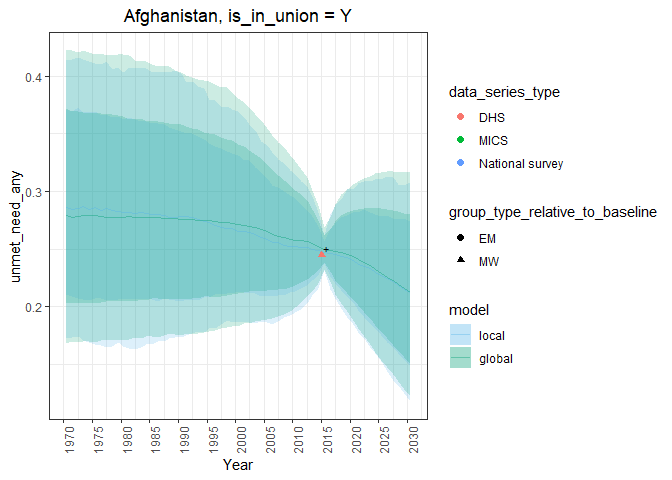 Afghanistan, is_in_union = Y
unmet_need_any
0.4
0.3
0.2
1970
1975
1980
1985
1990
1995
2000
2005
2010
2015
2020
2025
2030
Year
data_series_type
DHS
MICS
National survey
group_type_relative_to_baseline
EM
MW
model
local
global